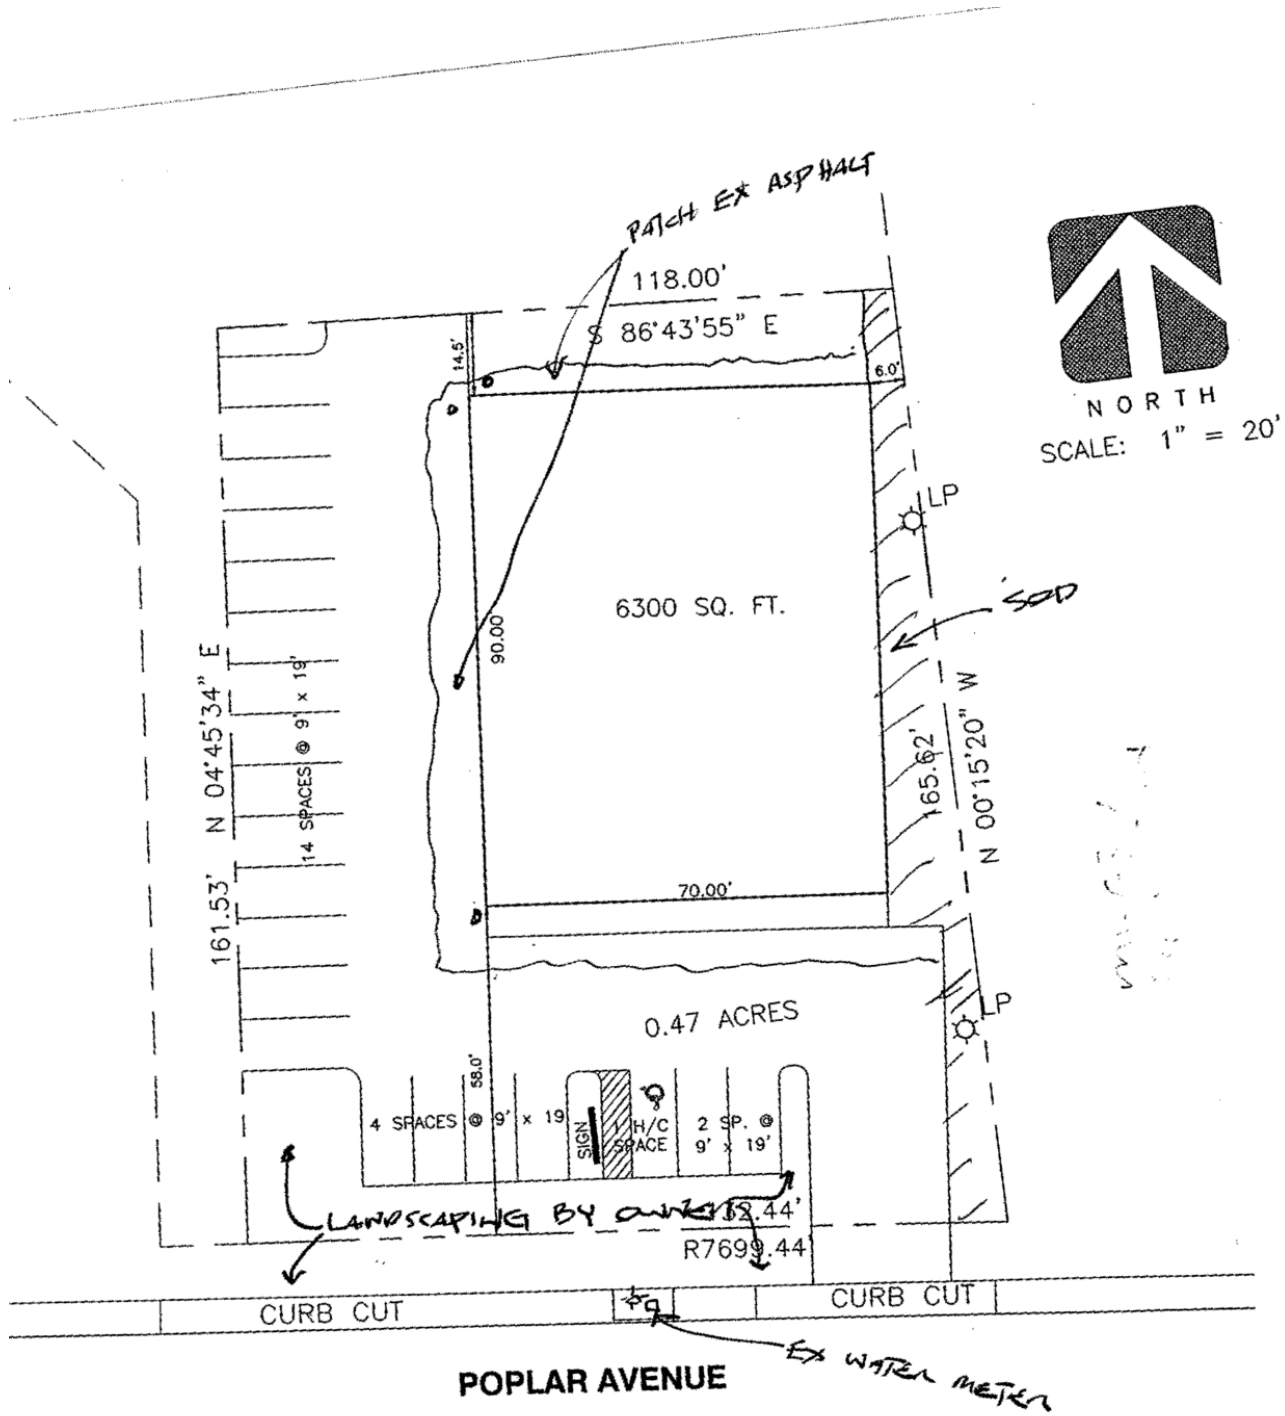 PATCH EX ASPHALT
118.00'
S 86°43'55" E
14.5'
6.0'
NORTH
SCALE: 1" = 20'
LP
6300 SQ. FT.
SOD
90.00'
N 04°45'34" E
161.53'
14 SPACES @ 9' x 19'
165.62'
N 00°15'20" W
70.00'
0.47 ACRES
LP
58.0'
4 SPACES @ 9' x 19
SIGN
1 H/C
SPACE
2 SP. @
9' x 19'
LANDSCAPING BY OWNER
.44'
R7699.44'
CURB CUT
CURB CUT
EX WATER METER
POPLAR AVENUE